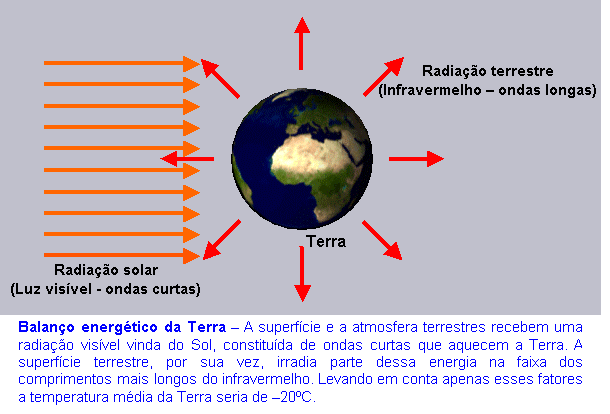 Radiação terrestre
(Infravermelho – ondas longas)
Terra
Radiação solar
(Luz visível - ondas curtas)
Balanço energético da Terra – A superfície e a atmosfera terrestres recebem uma
radiação visível vinda do Sol, constituída de ondas curtas que aquecem a Terra. A
superfície terrestre, por sua vez, irradia parte dessa energia na faixa dos
comprimentos mais longos do infravermelho. Levando em conta apenas esses fatores
a temperatura média da Terra seria de –20ºC.